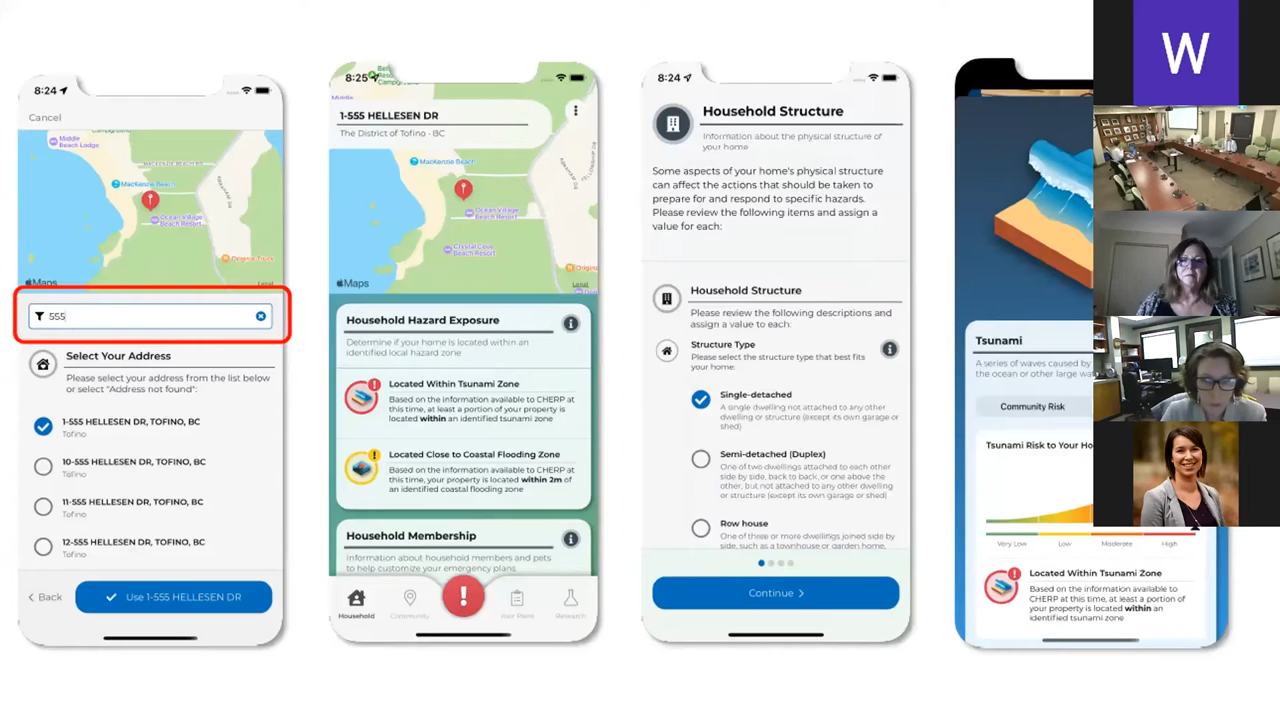 8:24
Cancel
Middle
Beach Lodge
MACKENZIE BEACH RD
MacKenzie Beach
Ocean Village
Beach Resort
Maps
Legal
555
Select Your Address
Please select your address from the list below
or select "Address not found":
1-555 HELLESEN DR, TOFINO, BC
Tofino
10-555 HELLESEN DR, TOFINO, BC
Tofino
11-555 HELLESEN DR, TOFINO, BC
Tofino
12-555 HELLESEN DR, TOFINO, BC
Tofino
Back
Use 1-555 HELLESEN DR
8:25
Campground
Middle
1-555 HELLESEN DR
The District of Tofino - BC
MacKenzie Beach
Ocean Village
Beach Resort
Crystal Cove
Beach Resort
Maps
Legal
Household Hazard Exposure
Determine if your home is located within an
identified local hazard zone
Located Within Tsunami Zone
Based on the information available to CHERP at
this time, at least a portion of your property is
located within an identified tsunami zone
Located Close to Coastal Flooding Zone
Based on the information available to CHERP at
this time, your property is located within 2m of
an identified coastal flooding zone
Household Membership
Information about household members and pets
to help customize your emergency plans
Household
Community
!
Your Plans
Research
8:24
Household Structure
Information about the physical structure of
your home
Some aspects of your home's physical structure
can affect the actions that should be taken to
prepare for and respond to specific hazards.
Please review the following items and assign a
value for each:
Household Structure
Please review the following descriptions and
assign a value to each:
Structure Type
Please select the structure type that best fits
your home:
Single-detached
A single dwelling not attached to any other
dwelling or structure (except its own garage or
shed)
Semi-detached (Duplex)
One of two dwellings attached to each other
side by side, back to back, or one above the
other, but not attached to any other dwelling
or structure (except its own garage or shed)
Row house
One of three or more dwellings joined side by
side, such as a townhouse or garden home,
Continue
Tsunami
A series of waves caused by
the ocean or other large wa
Community Risk
Tsunami Risk to Your Ho
Very Low
Low
Moderate
High
Located Within Tsunami Zone
Based on the information available to
CHERP at this time, at least a portion of
your property is located within an
identified tsunami zone
W